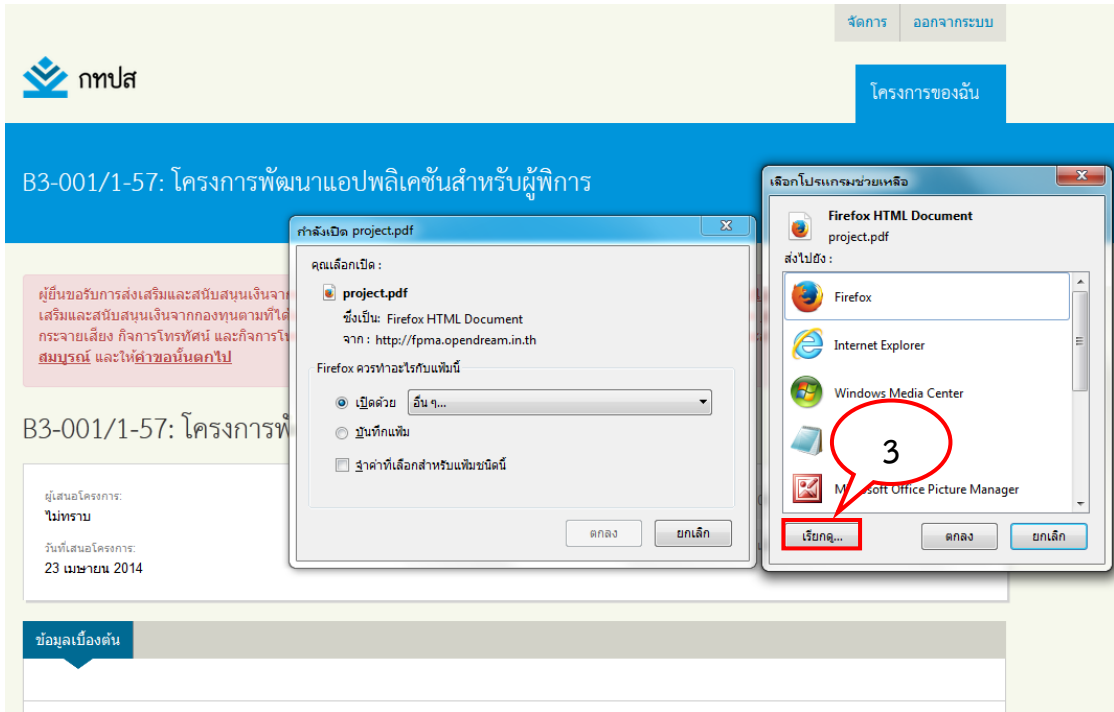 จัดการ ออกจากระบบ
กทปส
โครงการของฉัน
B3-001/1-57: โครงการพัฒนาแอปพลิเคชันสำหรับผู้พิการ
ผู้ยื่นขอรับการส่งเสริมและสนับสนุนเงินจาก
เสริมและสนับสนุนเงินจากกองทุนตามที่ได้
กระจายเสียง กิจการโทรทัศน์ และกิจการโท
สมบูรณ์ และให้คำขอนั้นตกไป
B3-001/1-57: โครงการพั
ผู้เสนอโครงการ:
ไม่ทราบ
วันที่เสนอโครงการ:
23 เมษายน 2014
ข้อมูลเบื้องต้น
กำลังเปิด project.pdf
คุณเลือกเปิด :
project.pdf
ซึ่งเป็น: Firefox HTML Document
จาก : http://fpma.opendream.in.th
Firefox ควรทำอะไรกับแฟ้มนี้
เปิดด้วย อื่น ๆ...
บันทึกแฟ้ม
จำค่าที่เลือกสำหรับแฟ้มชนิดนี้
ตกลง ยกเลิก
เลือกโปรแกรมช่วยเหลือ
Firefox HTML Document
project.pdf
ส่งไปยัง :
Firefox
Internet Explorer
Windows Media Center
3
Microsoft Office Picture Manager
เรียกดู... ตกลง ยกเลิก